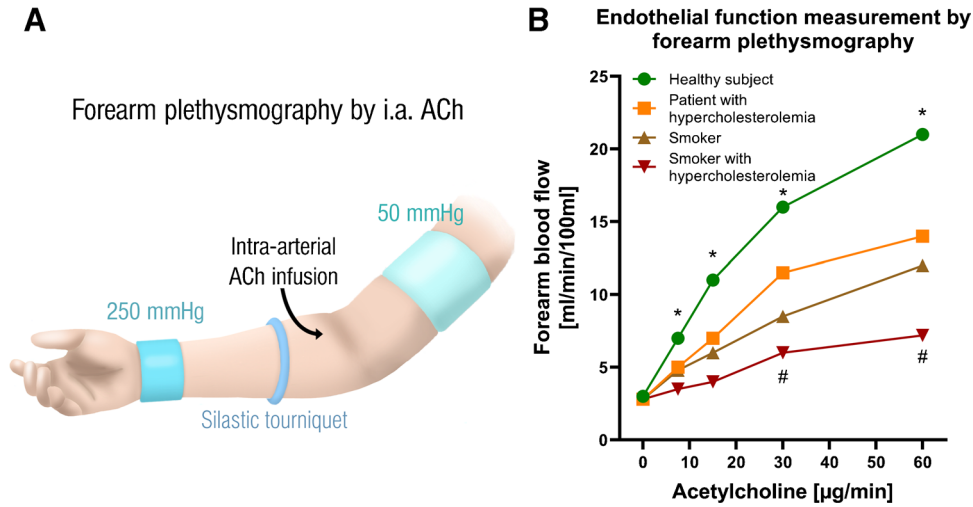 A
Forearm plethysmography by i.a. ACh
50 mmHg
Intra-arterial
ACh infusion
250 mmHg
Silastic tourniquet
B
Endothelial function measurement by
forearm plethysmography
Healthy subject
Patient with
hypercholesterolemia
Smoker
Smoker with
hypercholesterolemia
Forearm blood flow
[ml/min/100ml]
25
20
15
10
5
0
* * * *
# #
0 10 20 30 40 50 60
Acetylcholine [µg/min]